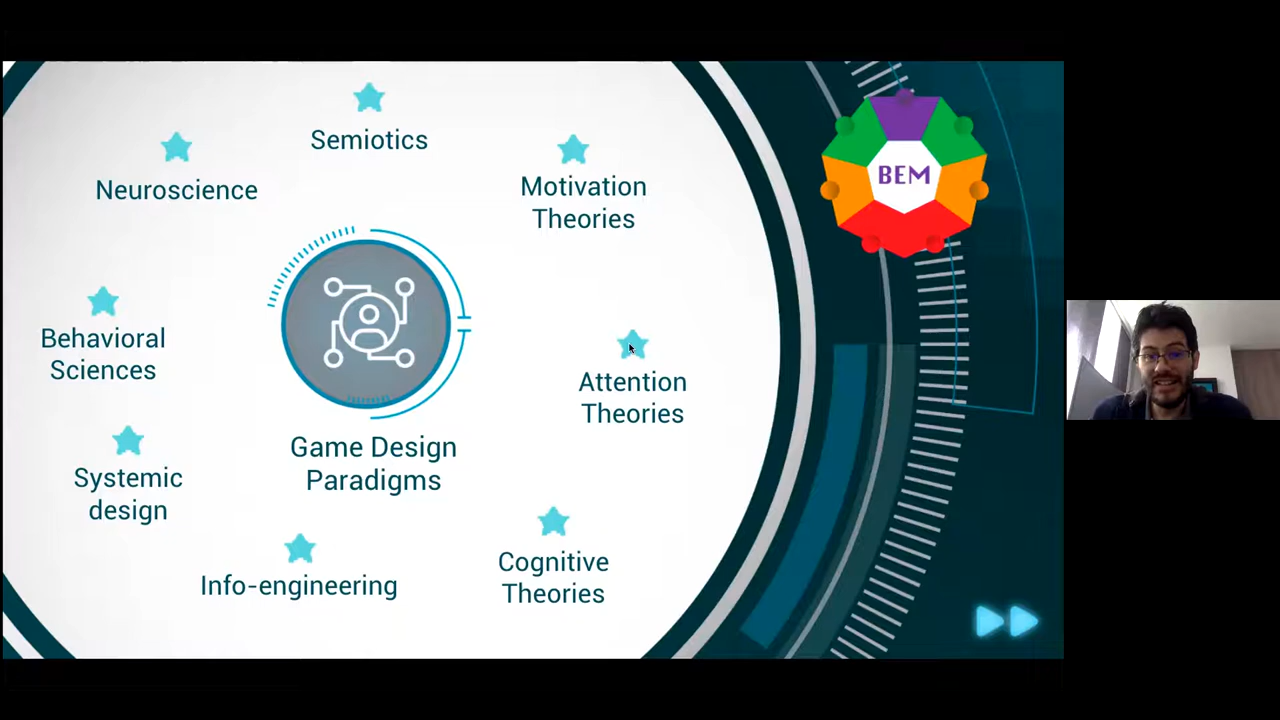 Semiotics
Neuroscience
Motivation
Theories
BEM
Behavioral
Sciences
Attention
Theories
Game Design
Paradigms
Systemic
design
Info-engineering
Cognitive
Theories